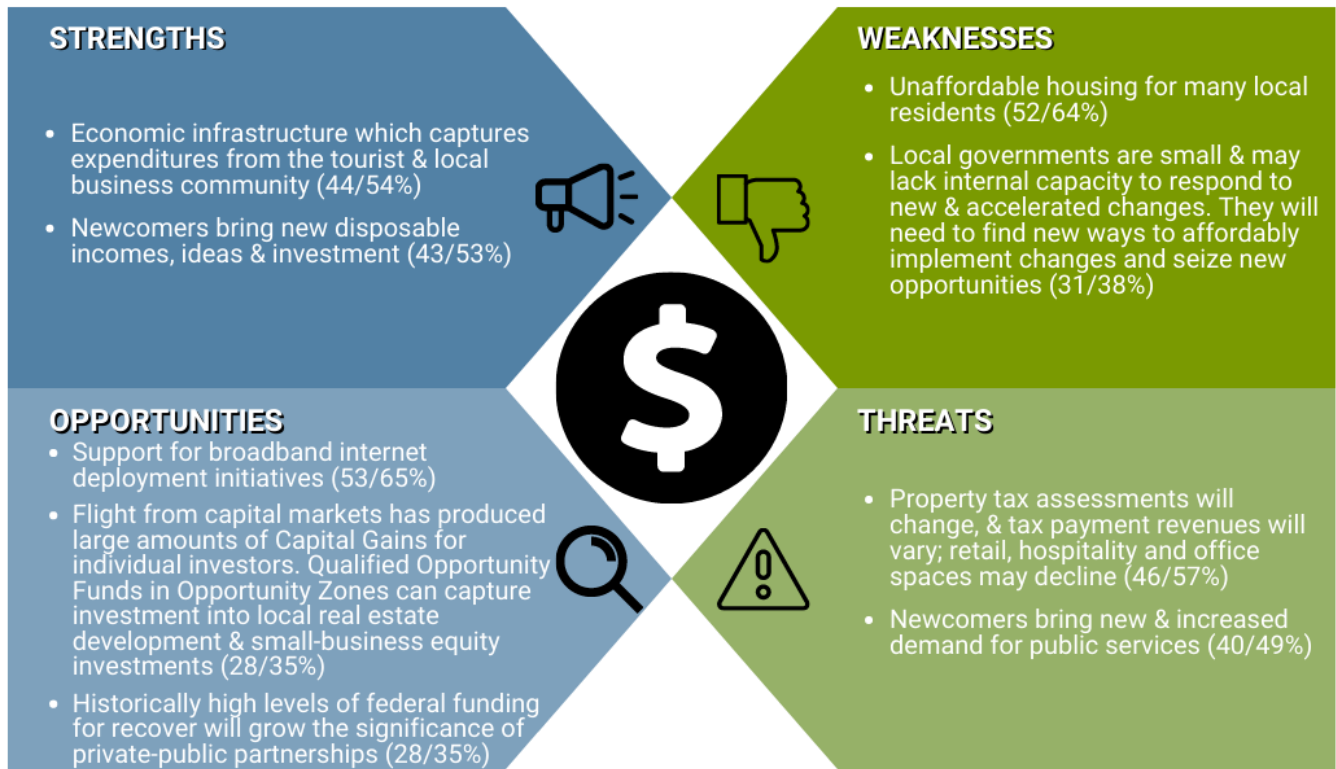 STRENGTHS
• Economic infrastructure which captures
expenditures from the tourist & local
business community (44/54%)
• Newcomers bring new disposable
incomes, ideas & investment (43/53%)
WEAKNESSES
• Unaffordable housing for many local
residents (52/64%)
• Local governments are small & may
lack internal capacity to respond to
new & accelerated changes. They will
need to find new ways to affordably
implement changes and seize new
opportunities (31/38%)
$
OPPORTUNITIES
• Support for broadband internet
deployment initiatives (53/65%)
• Flight from capital markets has produced
large amounts of Capital Gains for
individual investors. Qualified Opportunity
Funds in Opportunity Zones can capture
investment into local real estate
development & small-business equity
investments (28/35%)
• Historically high levels of federal funding
for recover will grow the significance of
private-public partnerships (28/35%)
THREATS
• Property tax assessments will
change, & tax payment revenues will
vary; retail, hospitality and office
spaces may decline (46/57%)
• Newcomers bring new & increased
demand for public services (40/49%)